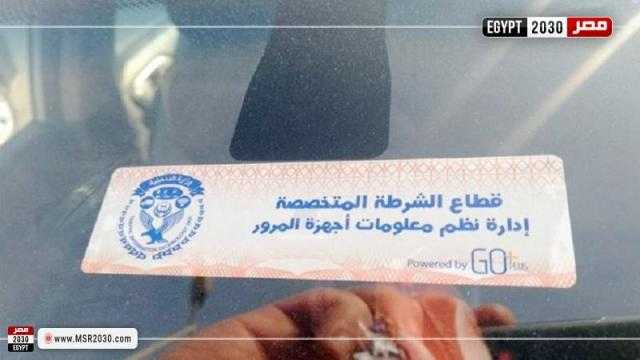 EGYPT 2030 مصر
قطاع الشرطة المتخصصة
إدارة نظم معلومات أجهزة المرور
Powered by GO+
مصر
2030
EGYPT
www.MSR2030.com